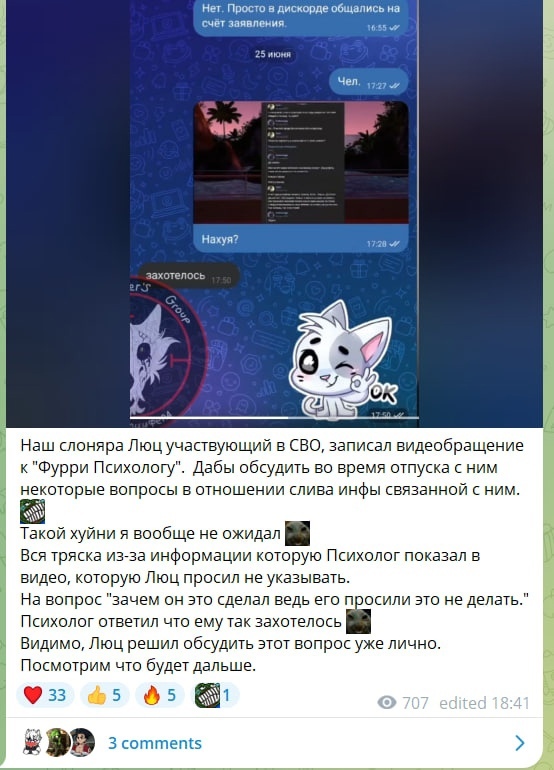 Нет. Просто в дискорде общались на
счёт заявления.
16:55
25 июня
Чел.
17:27
Нахуя?
17:28
захотелось
17:50
er's Group
OK
17:50
Наш слоняра Люц участвующий в СВО, записал видеобращение
к "Фурри Психологу". Дабы обсудить во время отпуска с ним
некоторые вопросы в отношении слива инфы связанной с ним.
Такой хуйни я вообще не ожидал
Вся тряска из-за информации которую Психолог показал в
видео, которую Люц просил не указывать.
На вопрос "зачем он это сделал ведь его просили это не делать."
Психолог ответил что ему так захотелось
Видимо, Люц решил обсудить этот вопрос уже лично.
Посмотрим что будет дальше.
33 5 5 1
707 edited 18:41
3 comments